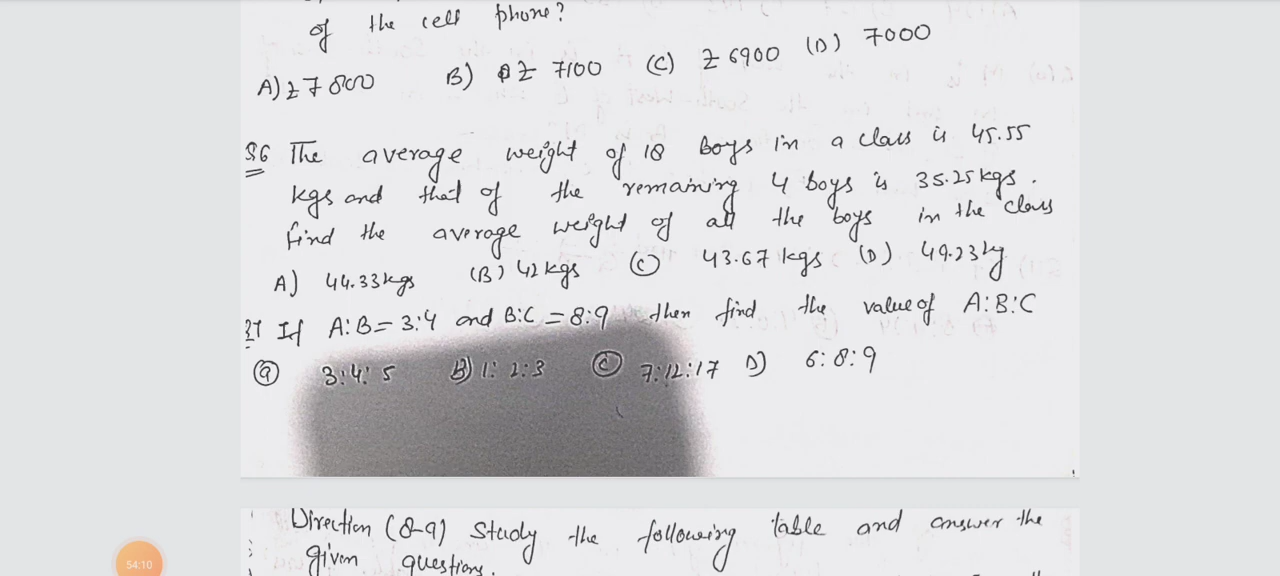 of the cell phone?
A) ₹7800 B) ₹ 7100 (C) ₹ 6900 (D) 7000
36 The average weight of 18 boys in a class is 45.55
kgs and that of the remaining 4 boys is 35.25 kgs.
find the average weight of all the boys in the class
A) 44.33kgs (B) 42 kgs (C) 43.67 kgs (D) 49.23 kg
37 If A:B = 3:4 and B:C = 8:9 then find the value of A:B:C
(a) 3:4:5 B) 1:2:3 (C) 7:12:17 D) 6:8:9
Direction (8-9) Study the following table and answer the
given questions.
54:10